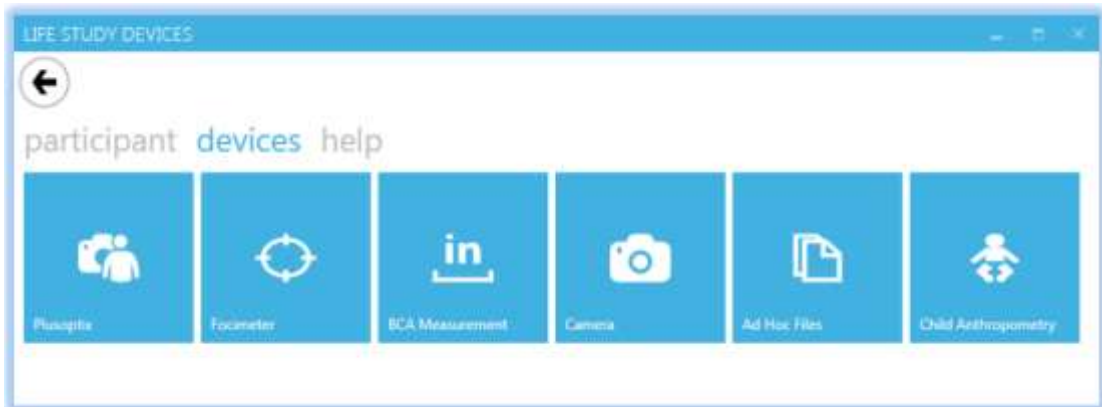 LIFE STUDY DEVICES
participant devices help
in
Plusoptix Focimeter BCA Measurement Camera Ad Hoc Files Child Anthropometry